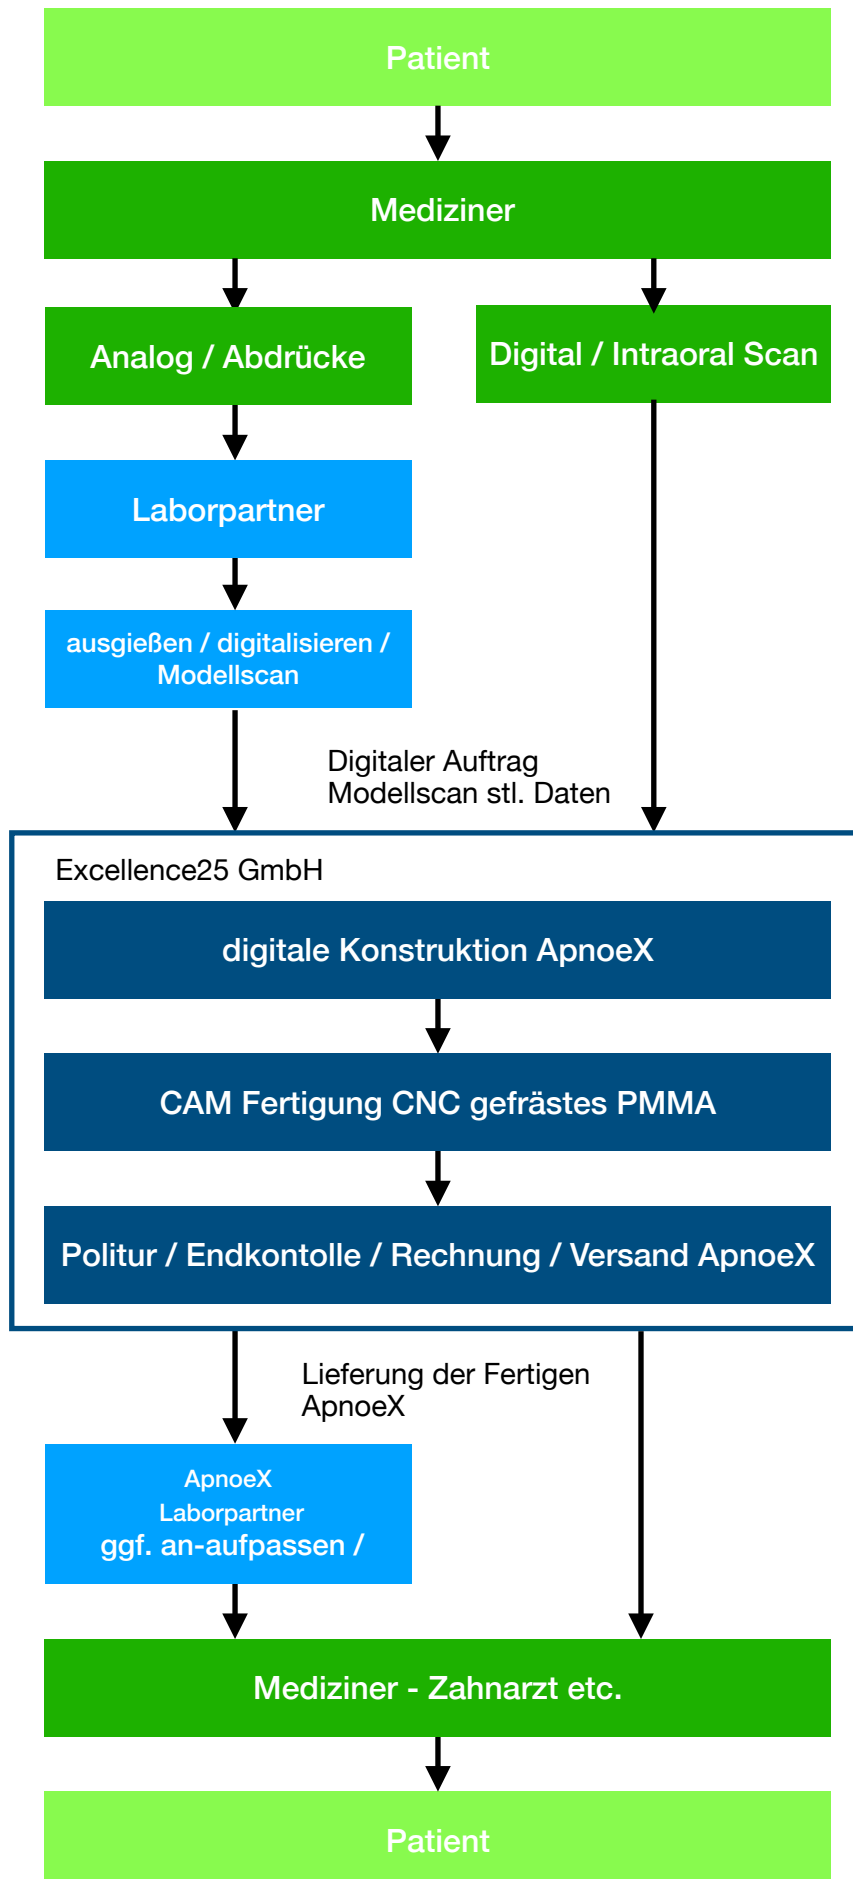 Patient
Mediziner
Analog / Abdrücke
Digital / Intraoral Scan
Laborpartner
ausgießen / digitalisieren /
Modellscan
Digitaler Auftrag
Modellscan stl. Daten
Excellence25 GmbH
digitale Konstruktion ApnoeX
CAM Fertigung CNC gefrästes PMMA
Politur / Endkontolle / Rechnung / Versand ApnoeX
Lieferung der Fertigen
ApnoeX
ApnoeX
Laborpartner
ggf. an-aufpassen /
Mediziner - Zahnarzt etc.
Patient